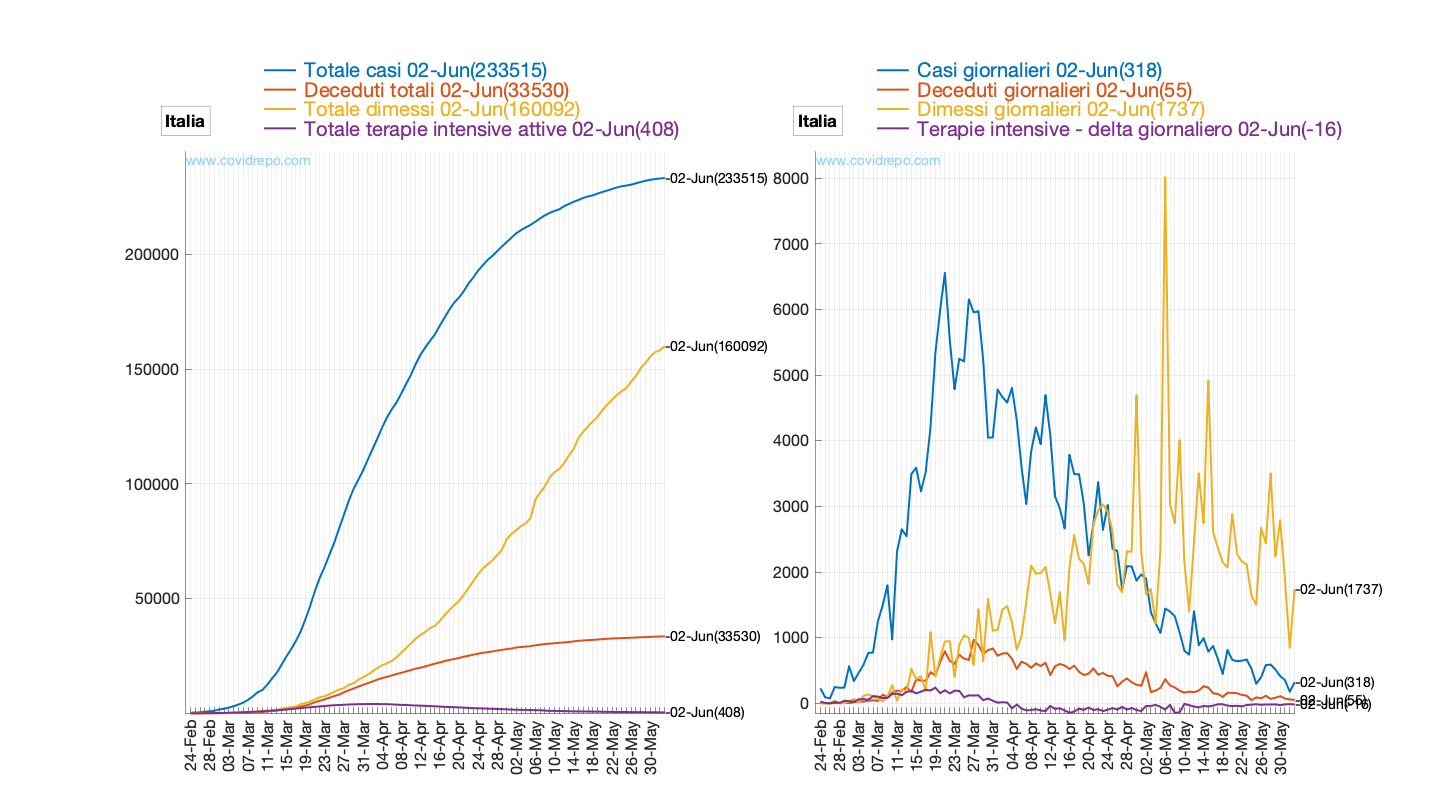 Totale casi 02-Jun(233515)
Deceduti totali 02-Jun(33530)
Totale dimessi 02-Jun(160092)
Totale terapie intensive attive 02-Jun(408)
Italia
www.covidrepo.com
200000
150000
100000
50000
02-Jun(233515)
02-Jun(160092)
02-Jun(33530)
02-Jun(408)
24-Feb
28-Feb
03-Mar
07-Mar
11-Mar
15-Mar
19-Mar
23-Mar
27-Mar
31-Mar
04-Apr
08-Apr
12-Apr
16-Apr
20-Apr
24-Apr
28-Apr
02-May
06-May
10-May
14-May
18-May
22-May
26-May
30-May
Casi giornalieri 02-Jun(318)
Deceduti giornalieri 02-Jun(55)
Dimessi giornalieri 02-Jun(1737)
Terapie intensive - delta giornaliero 02-Jun(-16)
Italia
www.covidrepo.com
8000
7000
6000
5000
4000
3000
2000
1000
0
02-Jun(1737)
02-Jun(318)
02-Jun(55)
02-Jun(-16)
24-Feb
28-Feb
03-Mar
07-Mar
11-Mar
15-Mar
19-Mar
23-Mar
27-Mar
31-Mar
04-Apr
08-Apr
12-Apr
16-Apr
20-Apr
24-Apr
28-Apr
02-May
06-May
10-May
14-May
18-May
22-May
26-May
30-May